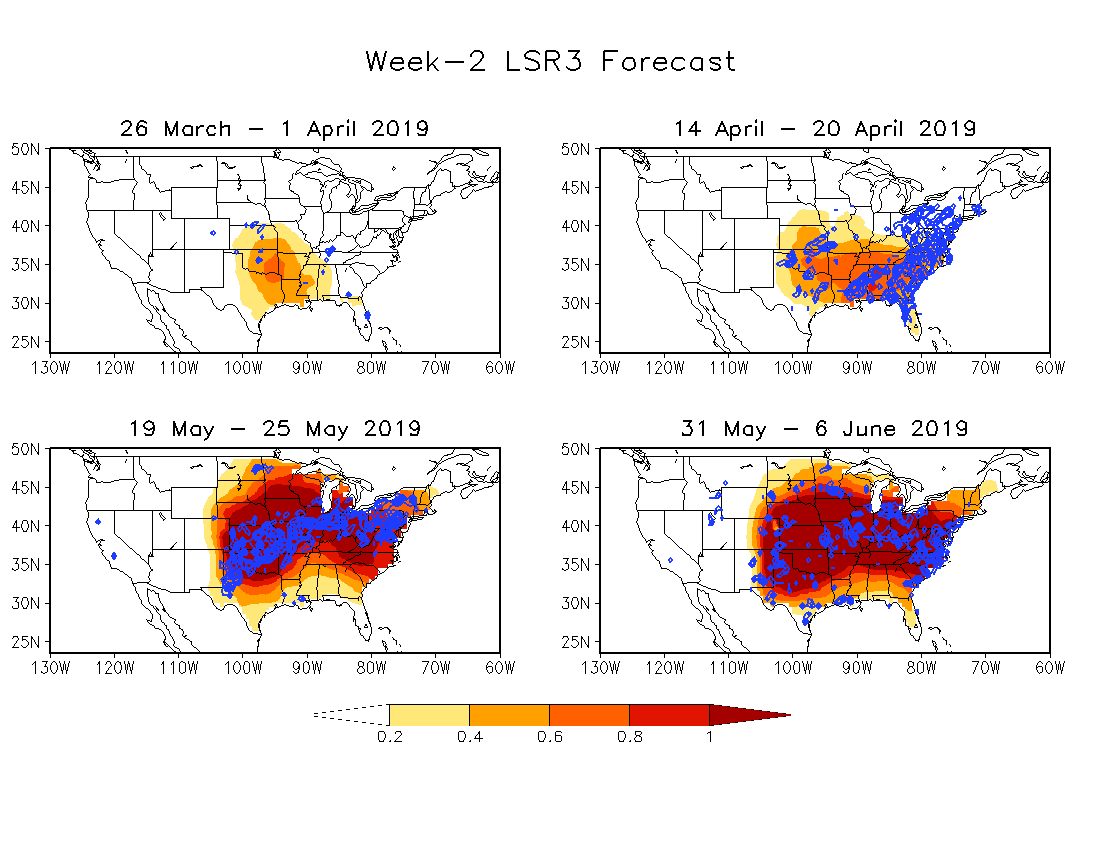 Week-2 LSR3 Forecast
26 March - 1 April 2019
14 April - 20 April 2019
50N
45N
40N
35N
30N
25N
130W 120W 110W 100W 90W 80W 70W 60W
50N
45N
40N
35N
30N
25N
130W 120W 110W 100W 90W 80W 70W 60W
19 May - 25 May 2019
31 May - 6 June 2019
50N
45N
40N
35N
30N
25N
130W 120W 110W 100W 90W 80W 70W 60W
50N
45N
40N
35N
30N
25N
130W 120W 110W 100W 90W 80W 70W 60W
0.2 0.4 0.6 0.8 1